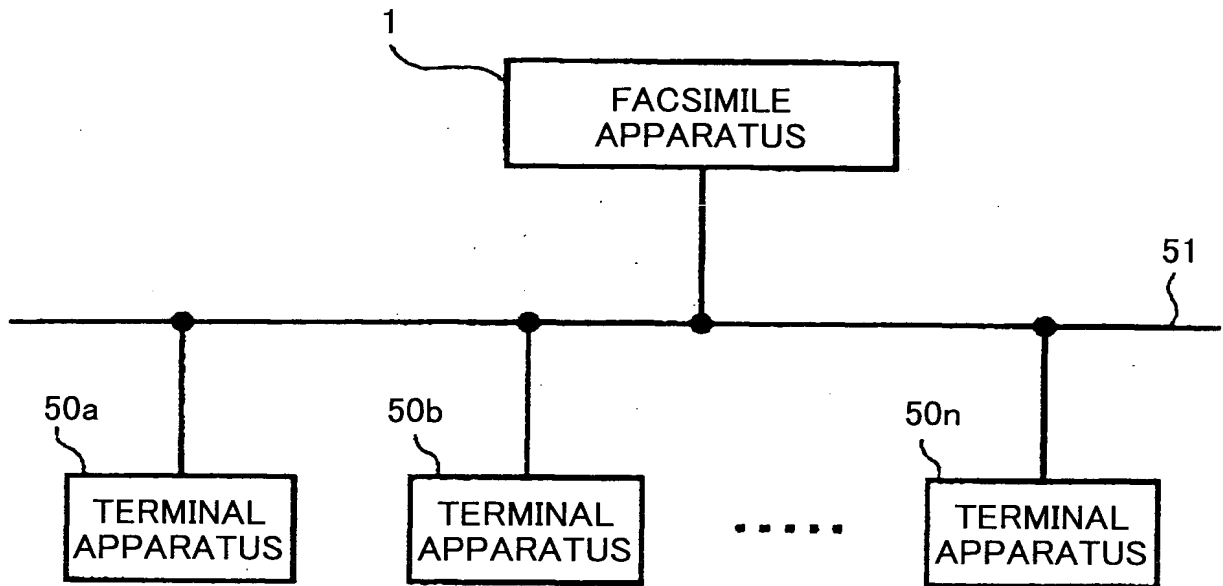 1
FACSIMILE
APPARATUS
51
50a
50b
50n
TERMINAL
APPARATUS
TERMINAL
APPARATUS
.....
TERMINAL
APPARATUS